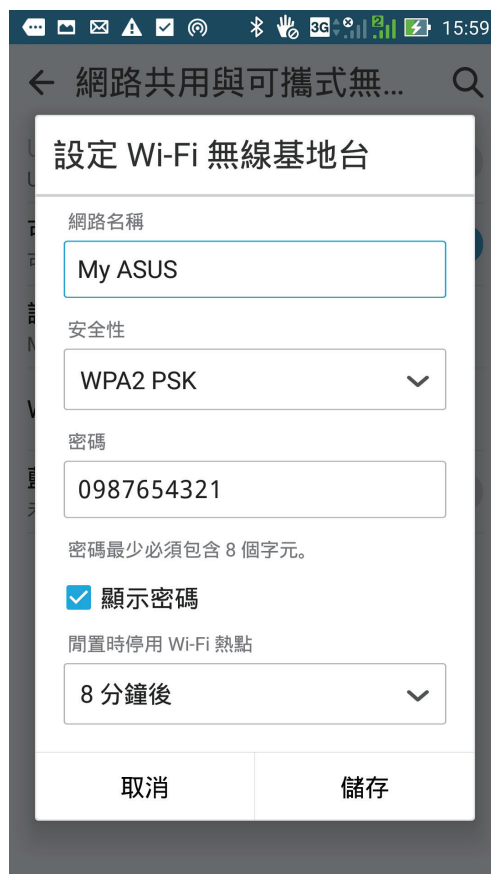 3G
2
15:59
網路共用與可攜式無...
設定 Wi-Fi 無線基地台
網路名稱
My ASUS
安全性
WPA2 PSK
密碼
0987654321
密碼最少必須包含 8 個字元。
顯示密碼
閒置時停用 Wi-Fi 熱點
8 分鐘後
取消
儲存